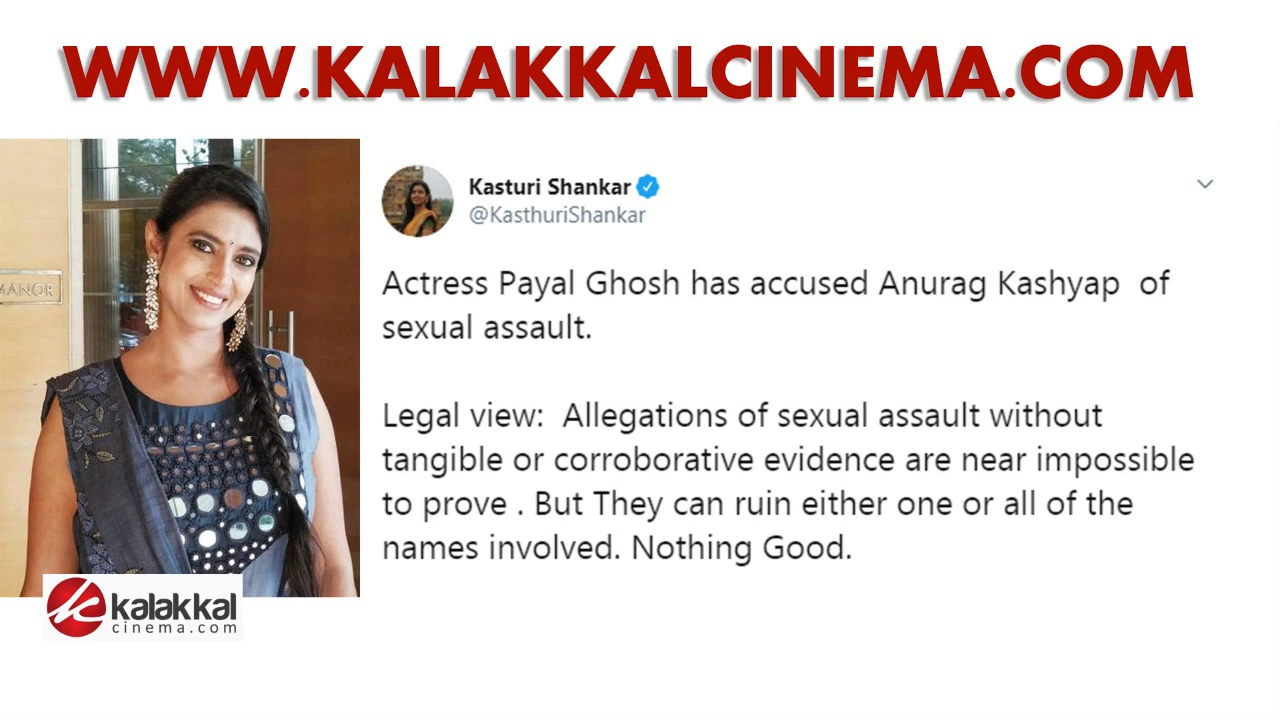 WWW.KALAKKALCINEMA.COM
MANOR
Kasturi Shankar
@KasthuriShankar
Actress Payal Ghosh has accused Anurag Kashyap  of
sexual assault.
Legal view:  Allegations of sexual assault without
tangible or corroborative evidence are near impossible
to prove . But They can ruin either one or all of the
names involved. Nothing Good.
kalakkal
cinema.com